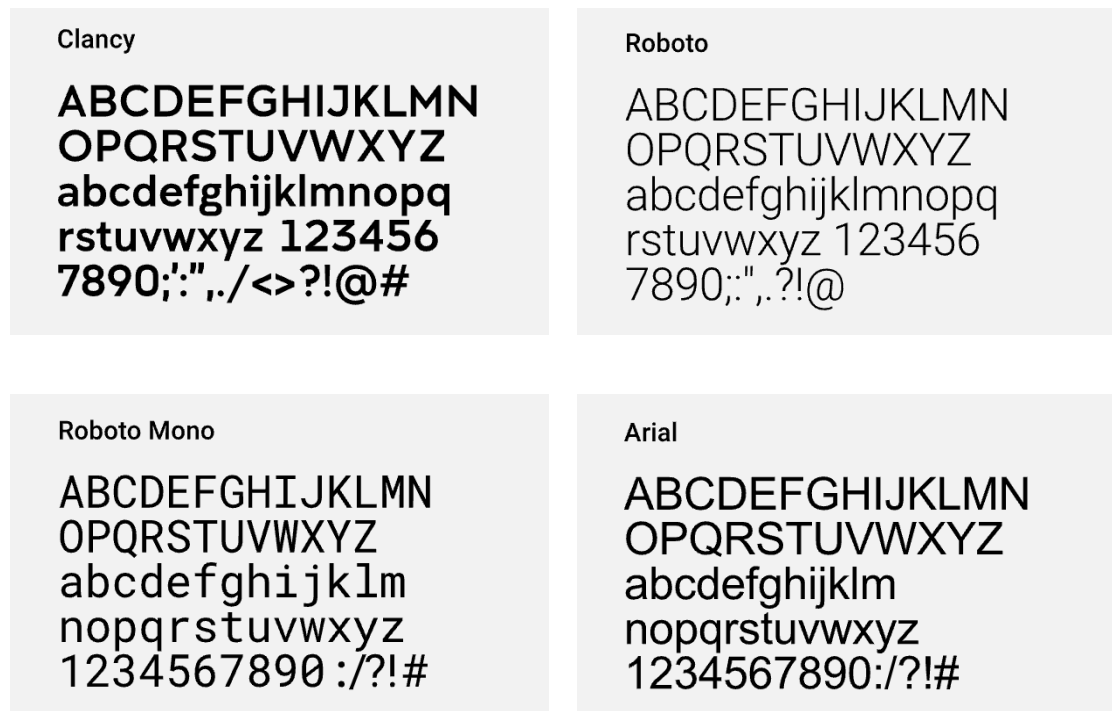 Clancy
ABCDEFGHIJKLMN
OPQRSTUVWXYZ
abcdefghijklmnopq
rstuvwxyz 123456
7890;':",./<>?!@#
Roboto
ABCDEFGHIJKLMN
OPQRSTUVWXYZ
abcdefghijklmnopq
rstuvwxyz 123456
7890;:",.?!@
Roboto Mono
ABCDEFGHIJKLMN
OPQRSTUVWXYZ
abcdefghijklm
nopqrstuvwxyz
1234567890:/?!#
Arial
ABCDEFGHIJKLMN
OPQRSTUVWXYZ
abcdefghijklm
nopqrstuvwxyz
1234567890:/?!#